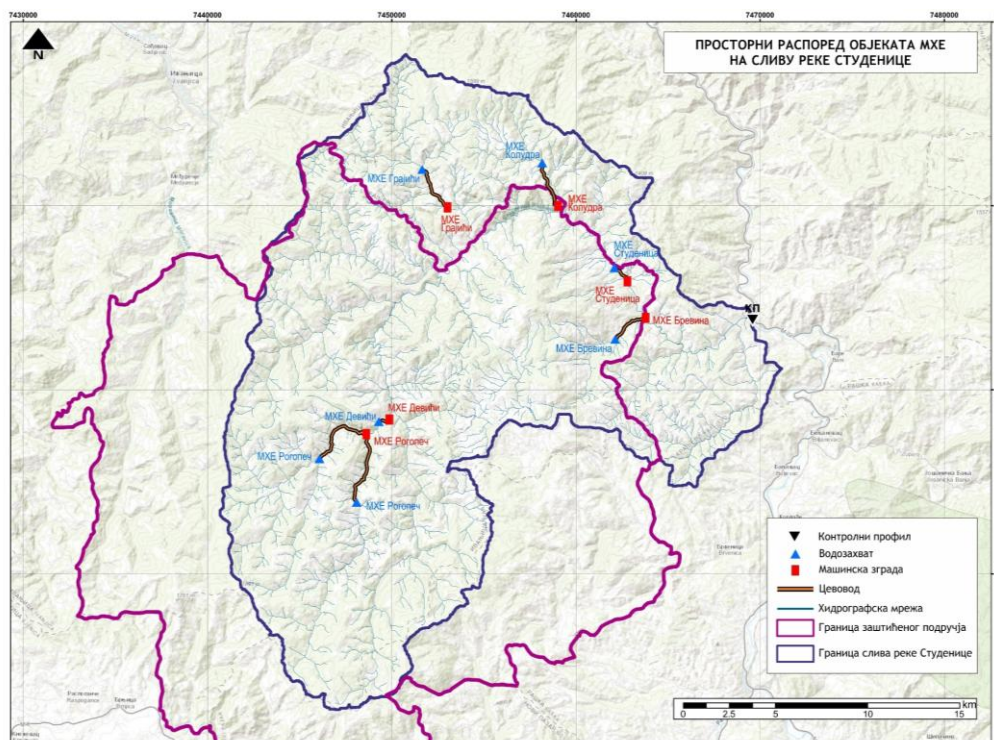 7430000
7440000
7450000
7460000
7470000
7480000
N
ПРОСТОРНИ РАСПОРЕД ОБЈЕКАТА МХЕ
НА СЛИВУ РЕКЕ СТУДЕНИЦЕ
МХЕ Грајићи
МХЕ
Грајићи
МХЕ
Колудра
МХЕ
Колудра
МХЕ
Студеница
МХЕ
Студеница
КП
МХЕ Бревина
МХЕ Бревина
МХЕ Девићи
МХЕ Девићи
МХЕ Рогопеч
МХЕ Рогопеч
МХЕ Рогопеч
Контролни профил
Водозахват
Машинска зграда
Цевовод
Хидрографска мрежа
Граница заштићеног подручја
Граница слива реке Студенице
0 2.5 5 10 15 km